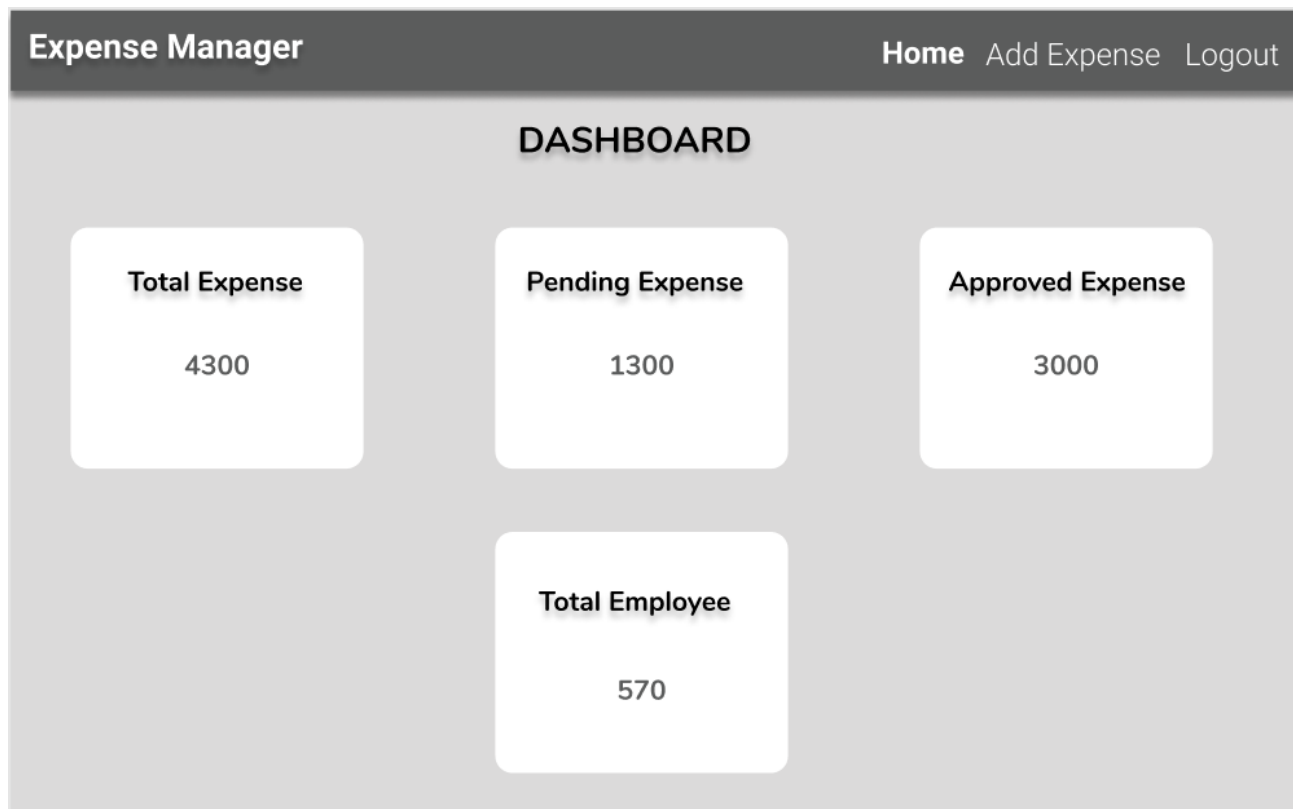 Expense Manager
Home Add Expense Logout
DASHBOARD
Total Expense
4300
Pending Expense
1300
Approved Expense
3000
Total Employee
570